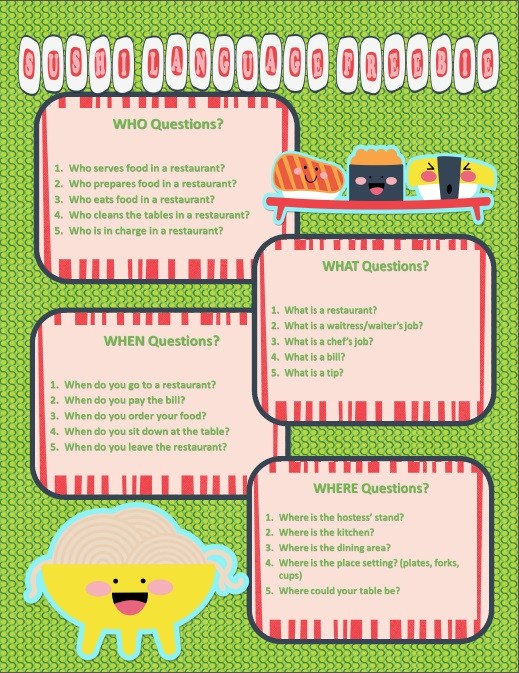 SUSHI LANGUAGE FREEBIE
WHO Questions?
1. Who serves food in a restaurant?
2. Who prepares food in a restaurant?
3. Who eats food in a restaurant?
4. Who cleans the tables in a restaurant?
5. Who is in charge in a restaurant?
WHAT Questions?
1. What is a restaurant?
2. What is a waitress/waiter's job?
3. What is a chef's job?
4. What is a bill?
5. What is a tip?
WHEN Questions?
1. When do you go to a restaurant?
2. When do you pay the bill?
3. When do you order your food?
4. When do you sit down at the table?
5. When do you leave the restaurant?
WHERE Questions?
1. Where is the hostess' stand?
2. Where is the kitchen?
3. Where is the dining area?
4. Where is the place setting? (plates, forks,
cups)
5. Where could your table be?